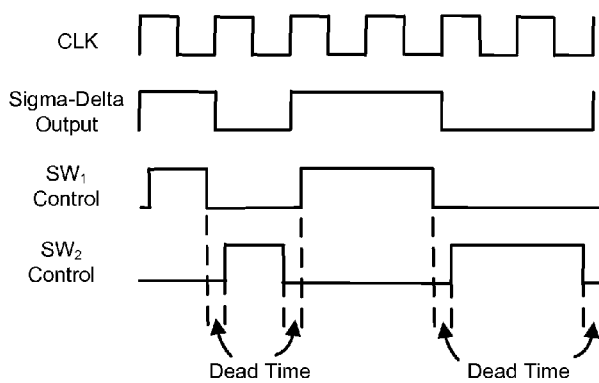 CLK
Sigma-Delta
Output
SW₁
Control
SW₂
Control
Dead Time
Dead Time